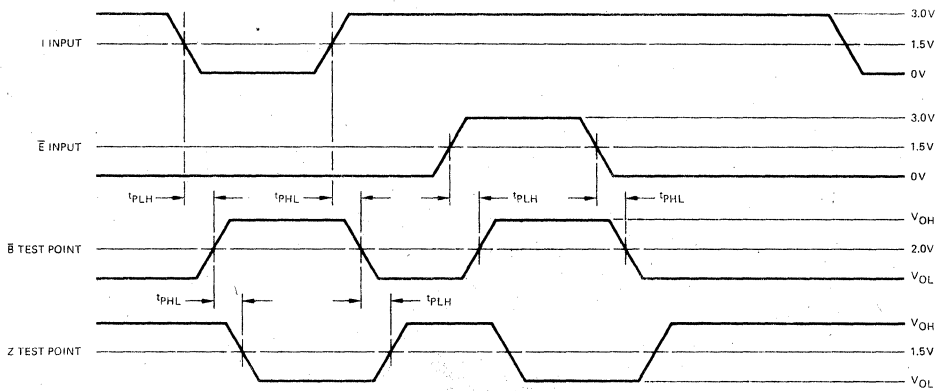 3.0V
I INPUT
1.5V
0V
3.0V
E̅ INPUT
1.5V
0V
tPLH
tPHL
tPLH
tPHL
VOH
B̅ TEST POINT
2.0V
VOL
tPHL
tPLH
VOH
Z TEST POINT
1.5V
VOL